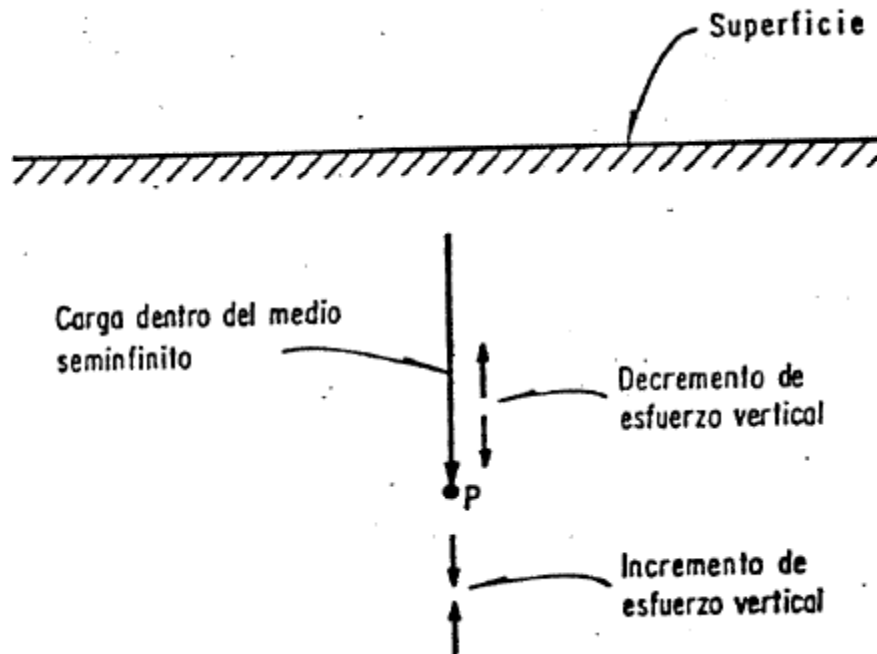 Superficie
Carga dentro del medio
seminfinito
Decremento de
esfuerzo vertical
P
Incremento de
esfuerzo vertical